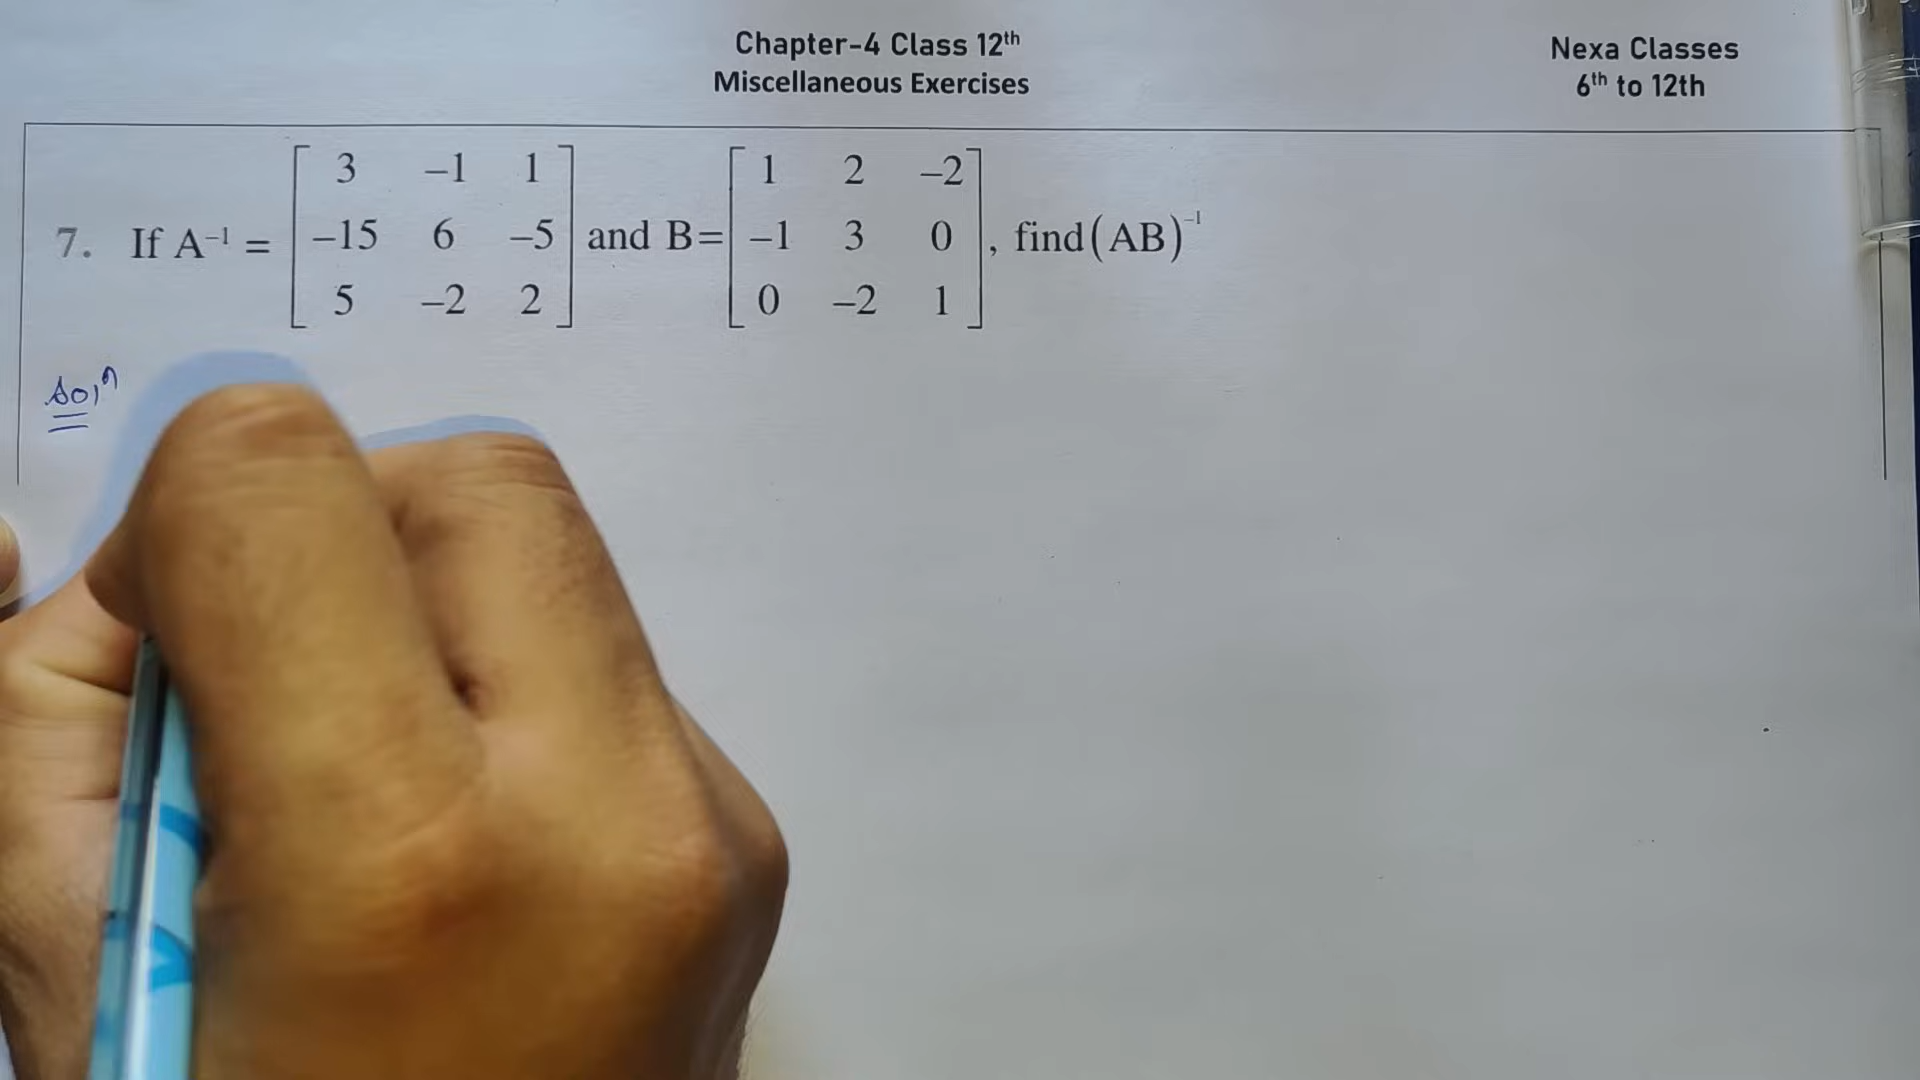 Chapter-4 Class 12th
Miscellaneous Exercises
Nexa Classes
6th to 12th
7. If A⁻¹ = [3 –1 1; –15 6 –5; 5 –2 2] and B= [1 2 –2; –1 3 0; 0 –2 1], find (AB)⁻¹
Solⁿ